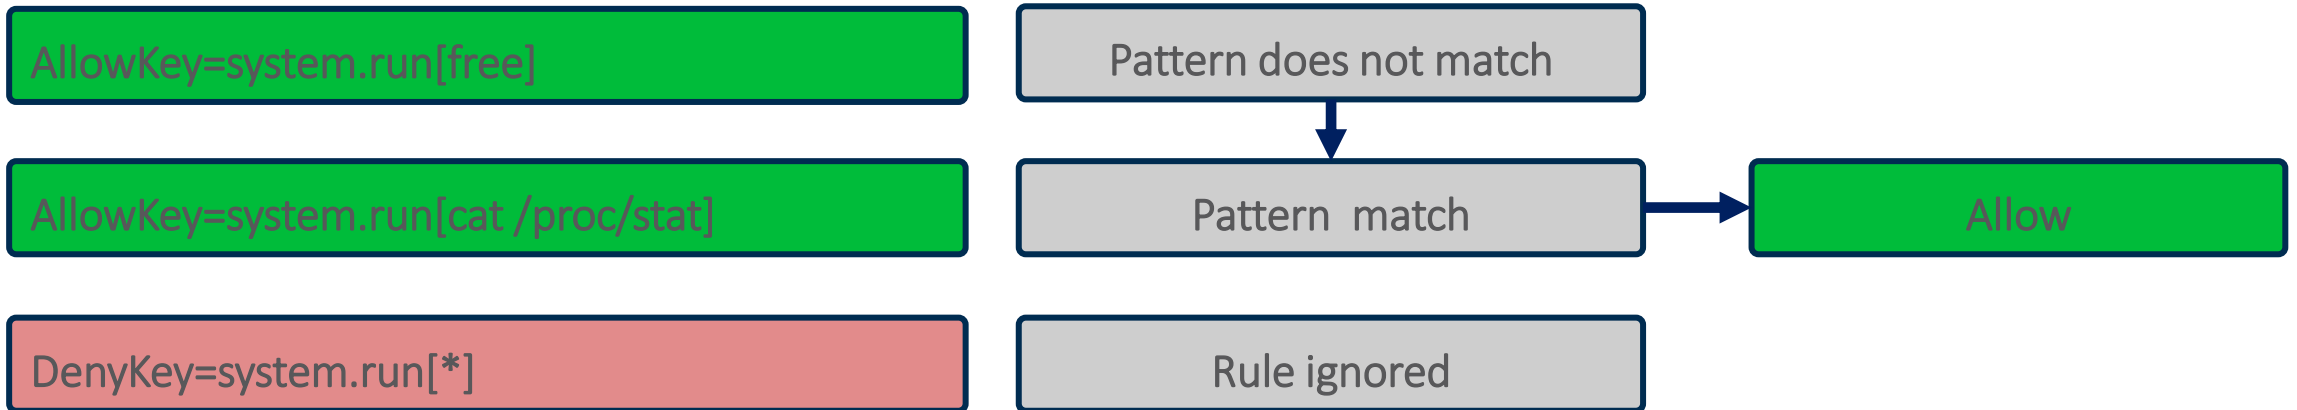 AllowKey=system.run[free]
Pattern does not match
AllowKey=system.run[cat /proc/stat]
Pattern  match
Allow
DenyKey=system.run[*]
Rule ignored